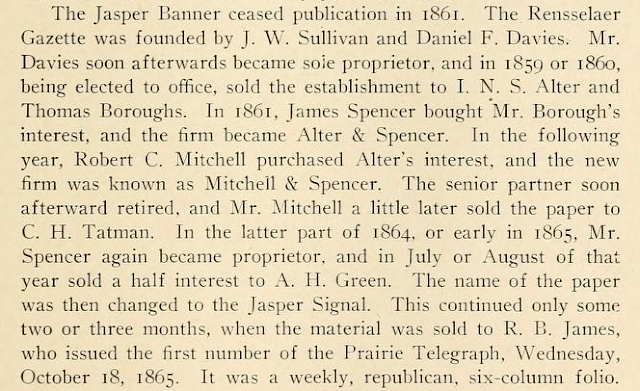 The Jasper Banner ceased publication in 1861. The Rensselaer
Gazette was founded by J. W. Sullivan and Daniel F. Davies. Mr.
Davies soon afterwards became sole proprietor, and in 1859 or 1860,
being elected to office, sold the establishment to I. N. S. Alter and
Thomas Boroughs. In 1861, James Spencer bought Mr. Borough's
interest, and the firm became Alter & Spencer. In the following
year, Robert C. Mitchell purchased Alter's interest, and the new
firm was known as Mitchell & Spencer. The senior partner soon
afterward retired, and Mr. Mitchell a little later sold the paper to
C. H. Tatman. In the latter part of 1864, or early in 1865, Mr.
Spencer again became proprietor, and in July or August of that
year sold a half interest to A. H. Green. The name of the paper
was then changed to the Jasper Signal. This continued only some
two or three months, when the material was sold to R. B. James,
who issued the first number of the Prairie Telegraph, Wednesday,
October 18, 1865. It was a weekly, republican, six-column folio.